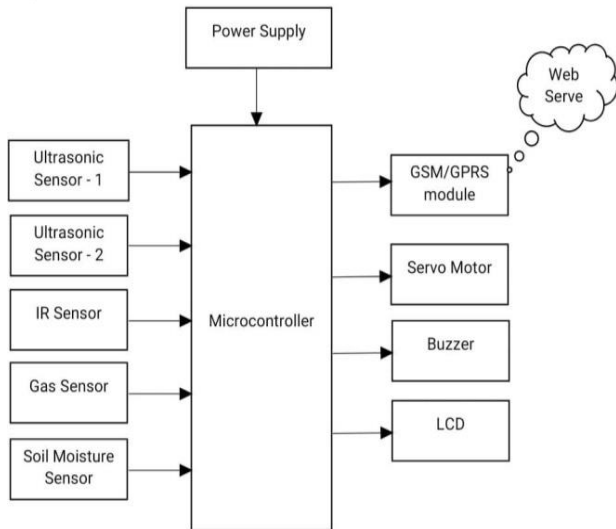 Power Supply
Web
Serve
Ultrasonic
Sensor - 1
GSM/GPRS
module
Ultrasonic
Sensor - 2
Servo Motor
IR Sensor
Microcontroller
Buzzer
Gas Sensor
LCD
Soil Moisture
Sensor